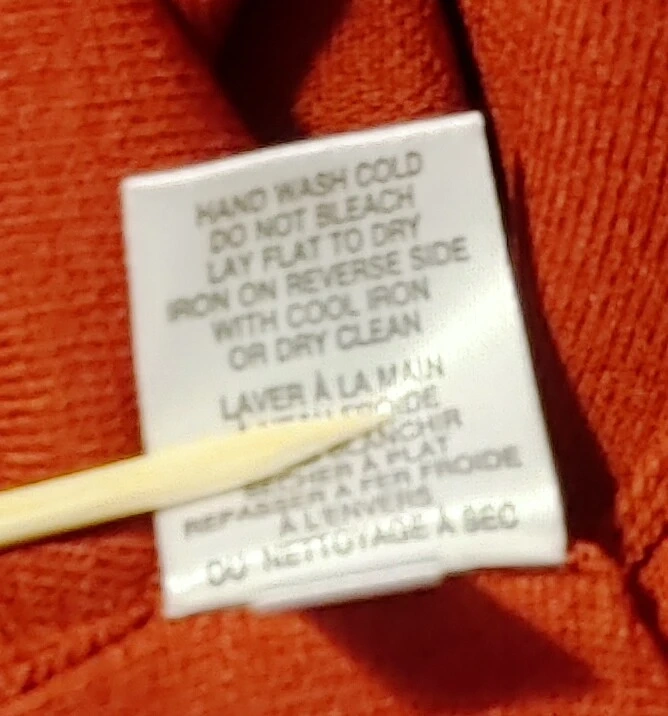 HAND WASH COLD
DO NOT BLEACH
LAY FLAT TO DRY
IRON ON REVERSE SIDE
WITH COOL IRON
OR DRY CLEAN
LAVER À LA MAIN
FROIDE
À PLAT
REPASSER À FER FROIDE
À L'ENVERS
OU NETTOYAGE À SEC